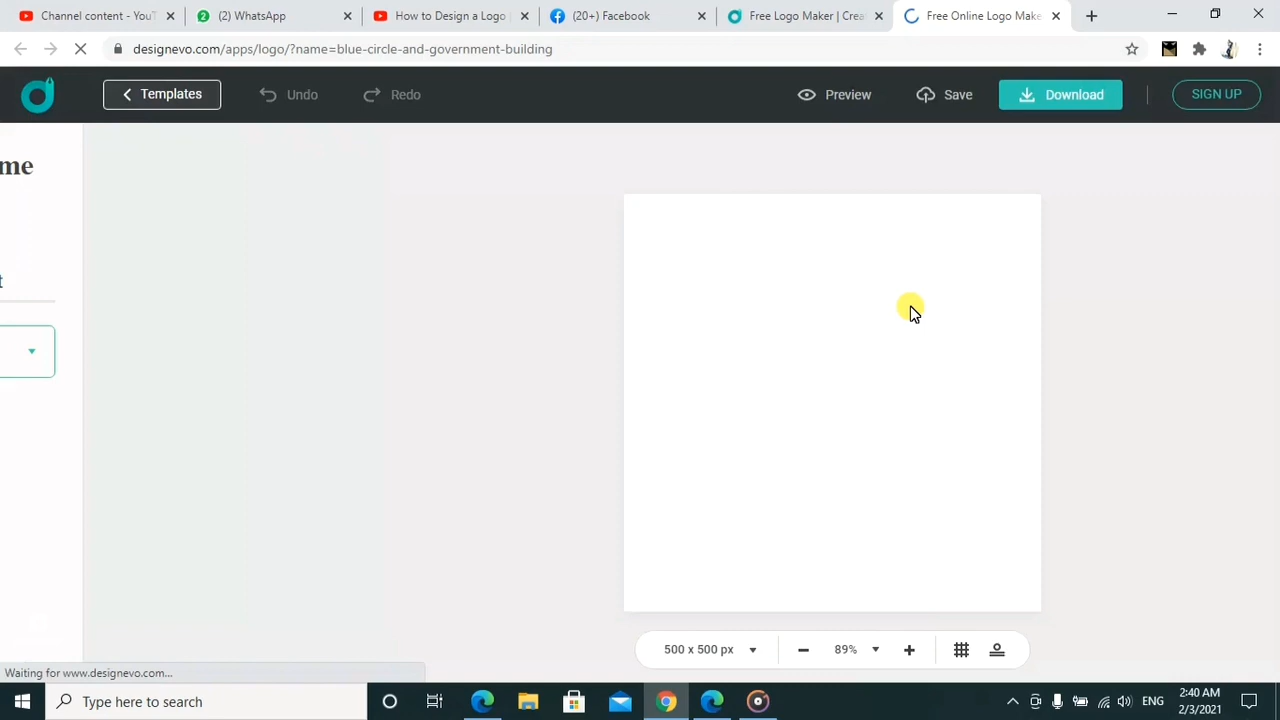 Channel content - YouT
(2) WhatsApp
How to Design a Logo
(20+) Facebook
Free Logo Maker | Crea
Free Online Logo Make
designevo.com/apps/logo/?name=blue-circle-and-government-building
Templates
Undo
Redo
Preview
Save
Download
SIGN UP
me
t
500 x 500 px
89%
Waiting for www.designevo.com...
Type here to search
ENG
2:40 AM
2/3/2021